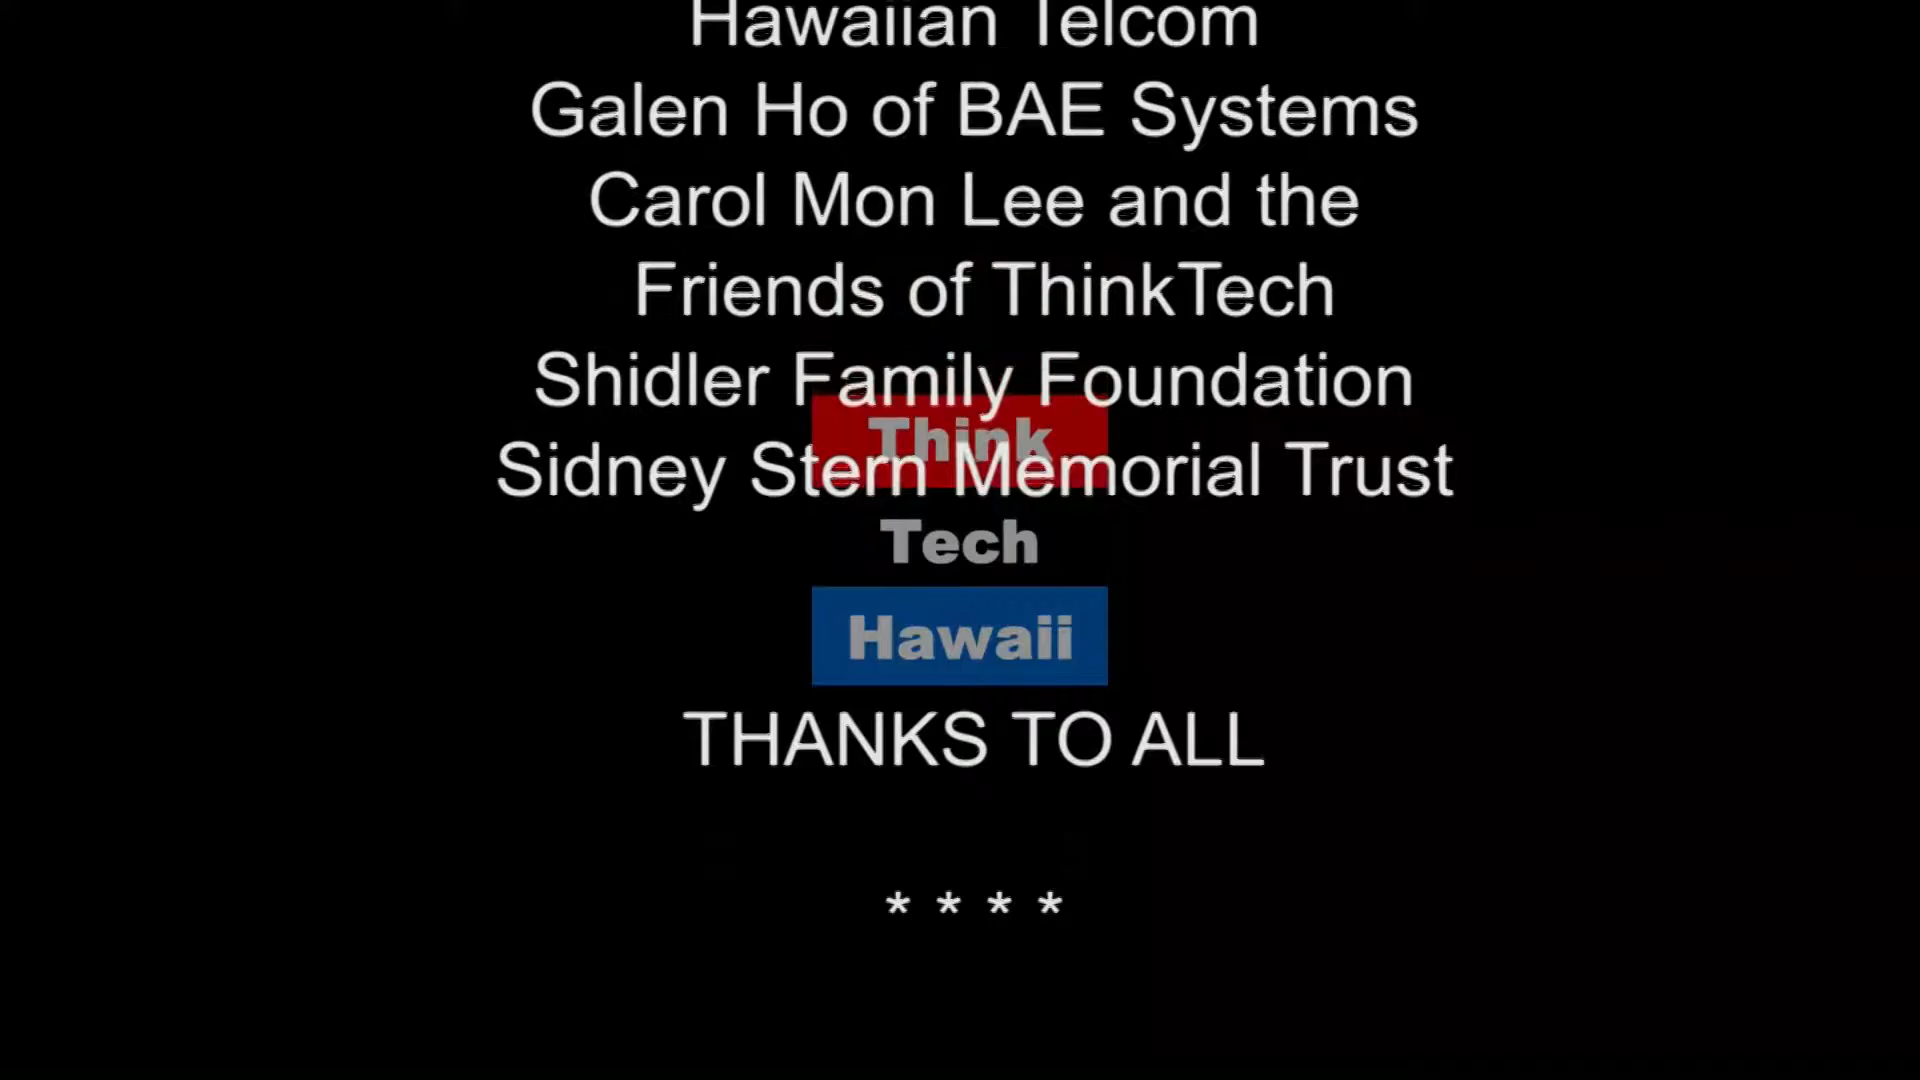 Hawaiian Telcom
Galen Ho of BAE Systems
Carol Mon Lee and the
Friends of ThinkTech
Shidler Family Foundation
Think
Sidney Stern Memorial Trust
Tech
Hawaii
THANKS TO ALL
* * * *